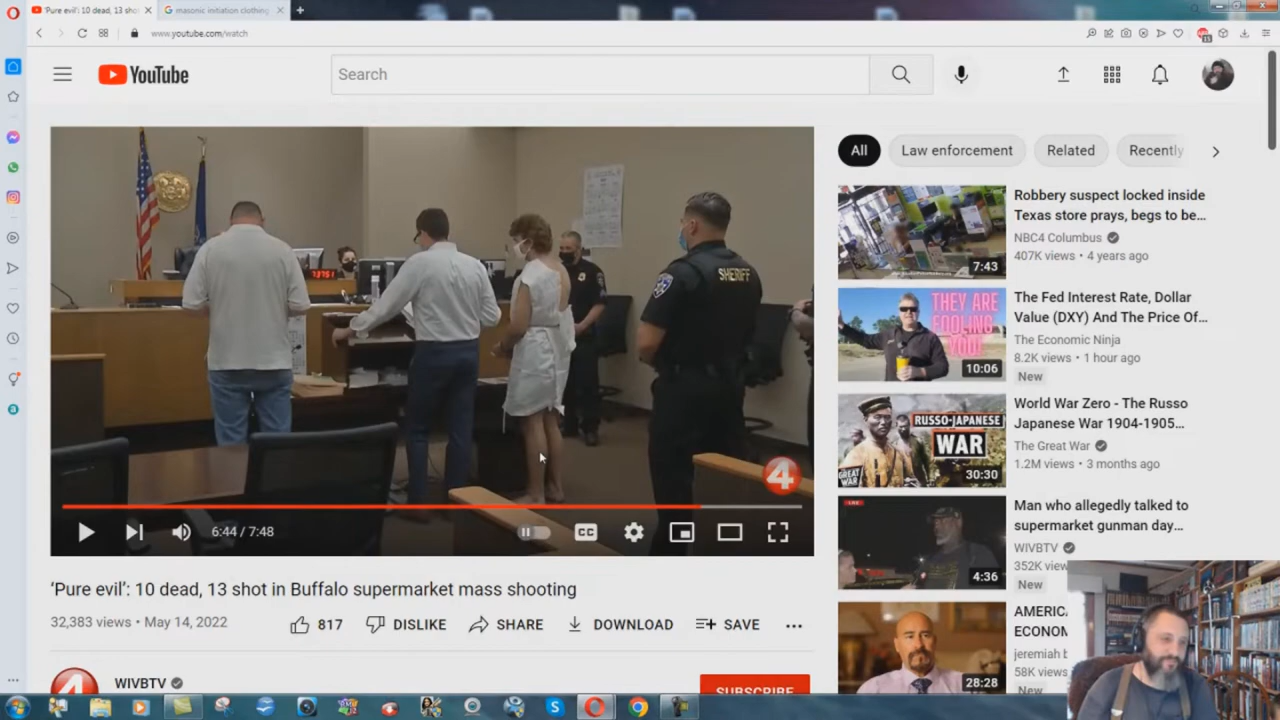 'Pure evil': 10 dead, 13 shot
masonic initiation clothing
www.youtube.com/watch
YouTube
Search
All
Law enforcement
Related
Recently
SHERIFF
4
6:44 / 7:48
CC
'Pure evil': 10 dead, 13 shot in Buffalo supermarket mass shooting
32,383 views • May 14, 2022
817
DISLIKE
SHARE
DOWNLOAD
SAVE
WIVBTV
SUBSCRIBE
Robbery suspect locked inside
Texas store prays, begs to be...
NBC4 Columbus
407K views • 4 years ago
7:43
THEY ARE
FOOLING
YOU!
10:06
The Fed Interest Rate, Dollar
Value (DXY) And The Price Of...
The Economic Ninja
8.2K views • 1 hour ago
New
RUSSO-JAPANESE
WAR
GREAT
WAR
30:30
World War Zero - The Russo
Japanese War 1904-1905...
The Great War
1.2M views • 3 months ago
4:36
Man who allegedly talked to
supermarket gunman day...
WIVBTV
352K view
New
28:28
AMERIC
ECONOM
jeremiah b
58K views
New